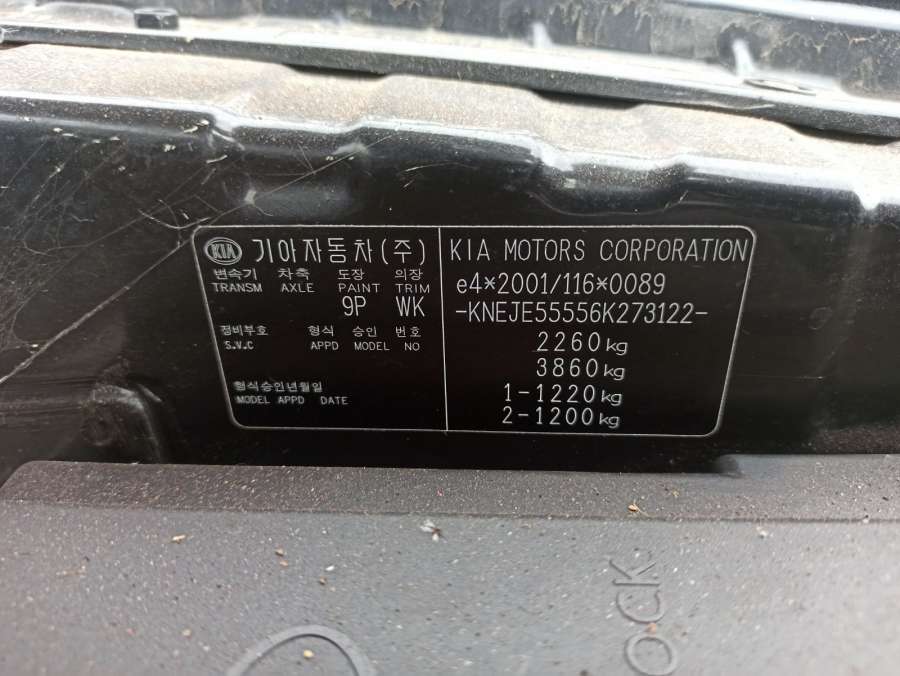 KIA 기아자동차(주)
변속기 차축 도장 의장
TRANSM AXLE PAINT TRIM
9P WK
정비부호 형식 승인 번호
S.V.C APPD MODEL NO
형식승인년월일
MODEL APPD DATE
KIA MOTORS CORPORATION
e4*2001/116*0089
-KNEJE55556K273122-
2260kg
3860kg
1-1220kg
2-1200kg
OCK